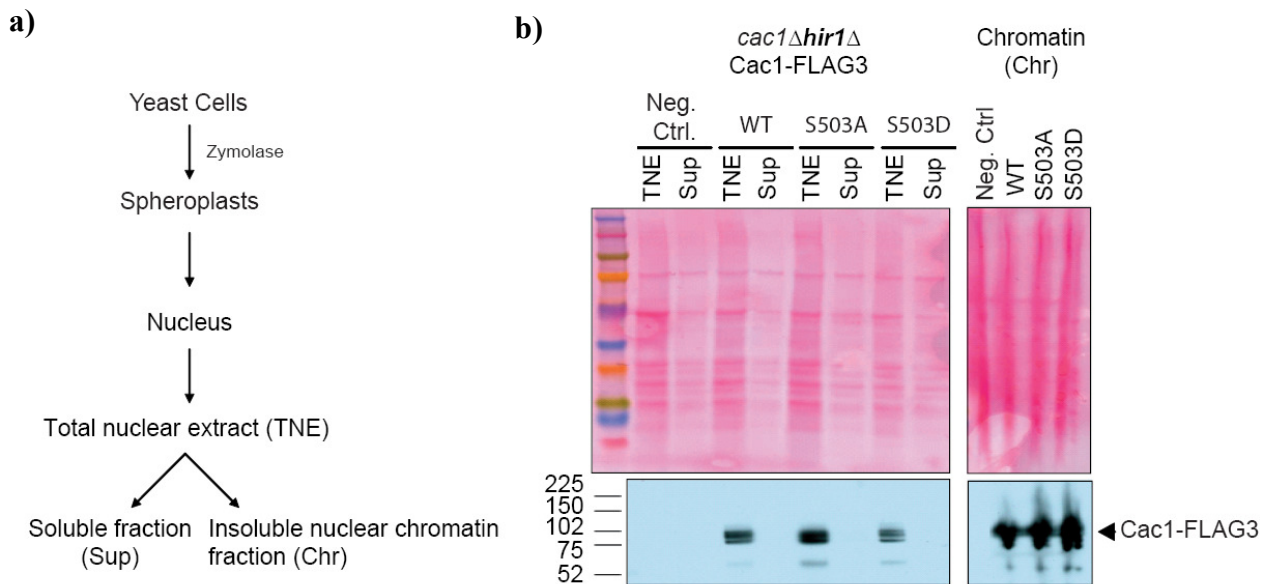 a)
Yeast Cells
Zymolase
Spheroplasts
Nucleus
Total nuclear extract (TNE)
Soluble fraction
(Sup)
Insoluble nuclear chromatin
fraction (Chr)
b)
cac1Δhir1Δ
Cac1-FLAG3
Neg.
Ctrl.
WT
S503A
S503D
TNE
Sup
TNE
Sup
TNE
Sup
TNE
Sup
Chromatin
(Chr)
Neg. Ctrl
WT
S503A
S503D
225
150
102
75
52
Cac1-FLAG3